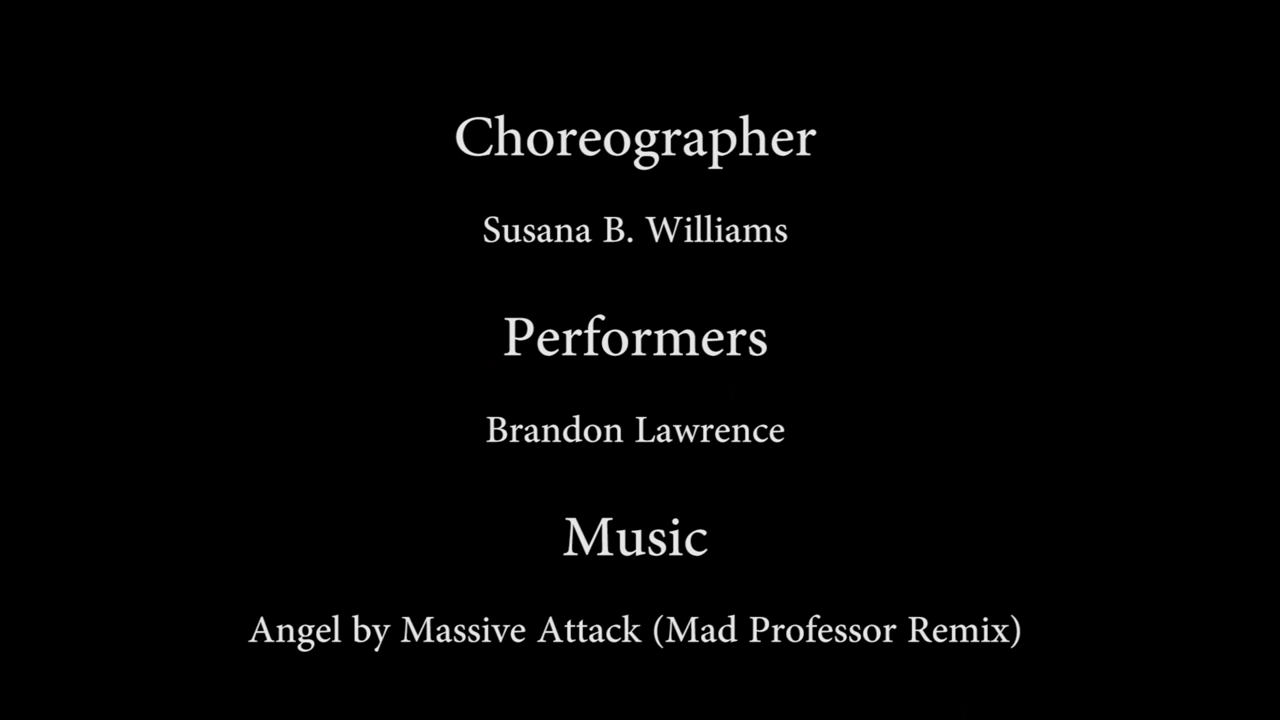 Choreographer
Susana B. Williams
Performers
Brandon Lawrence
Music
Angel by Massive Attack (Mad Professor Remix)